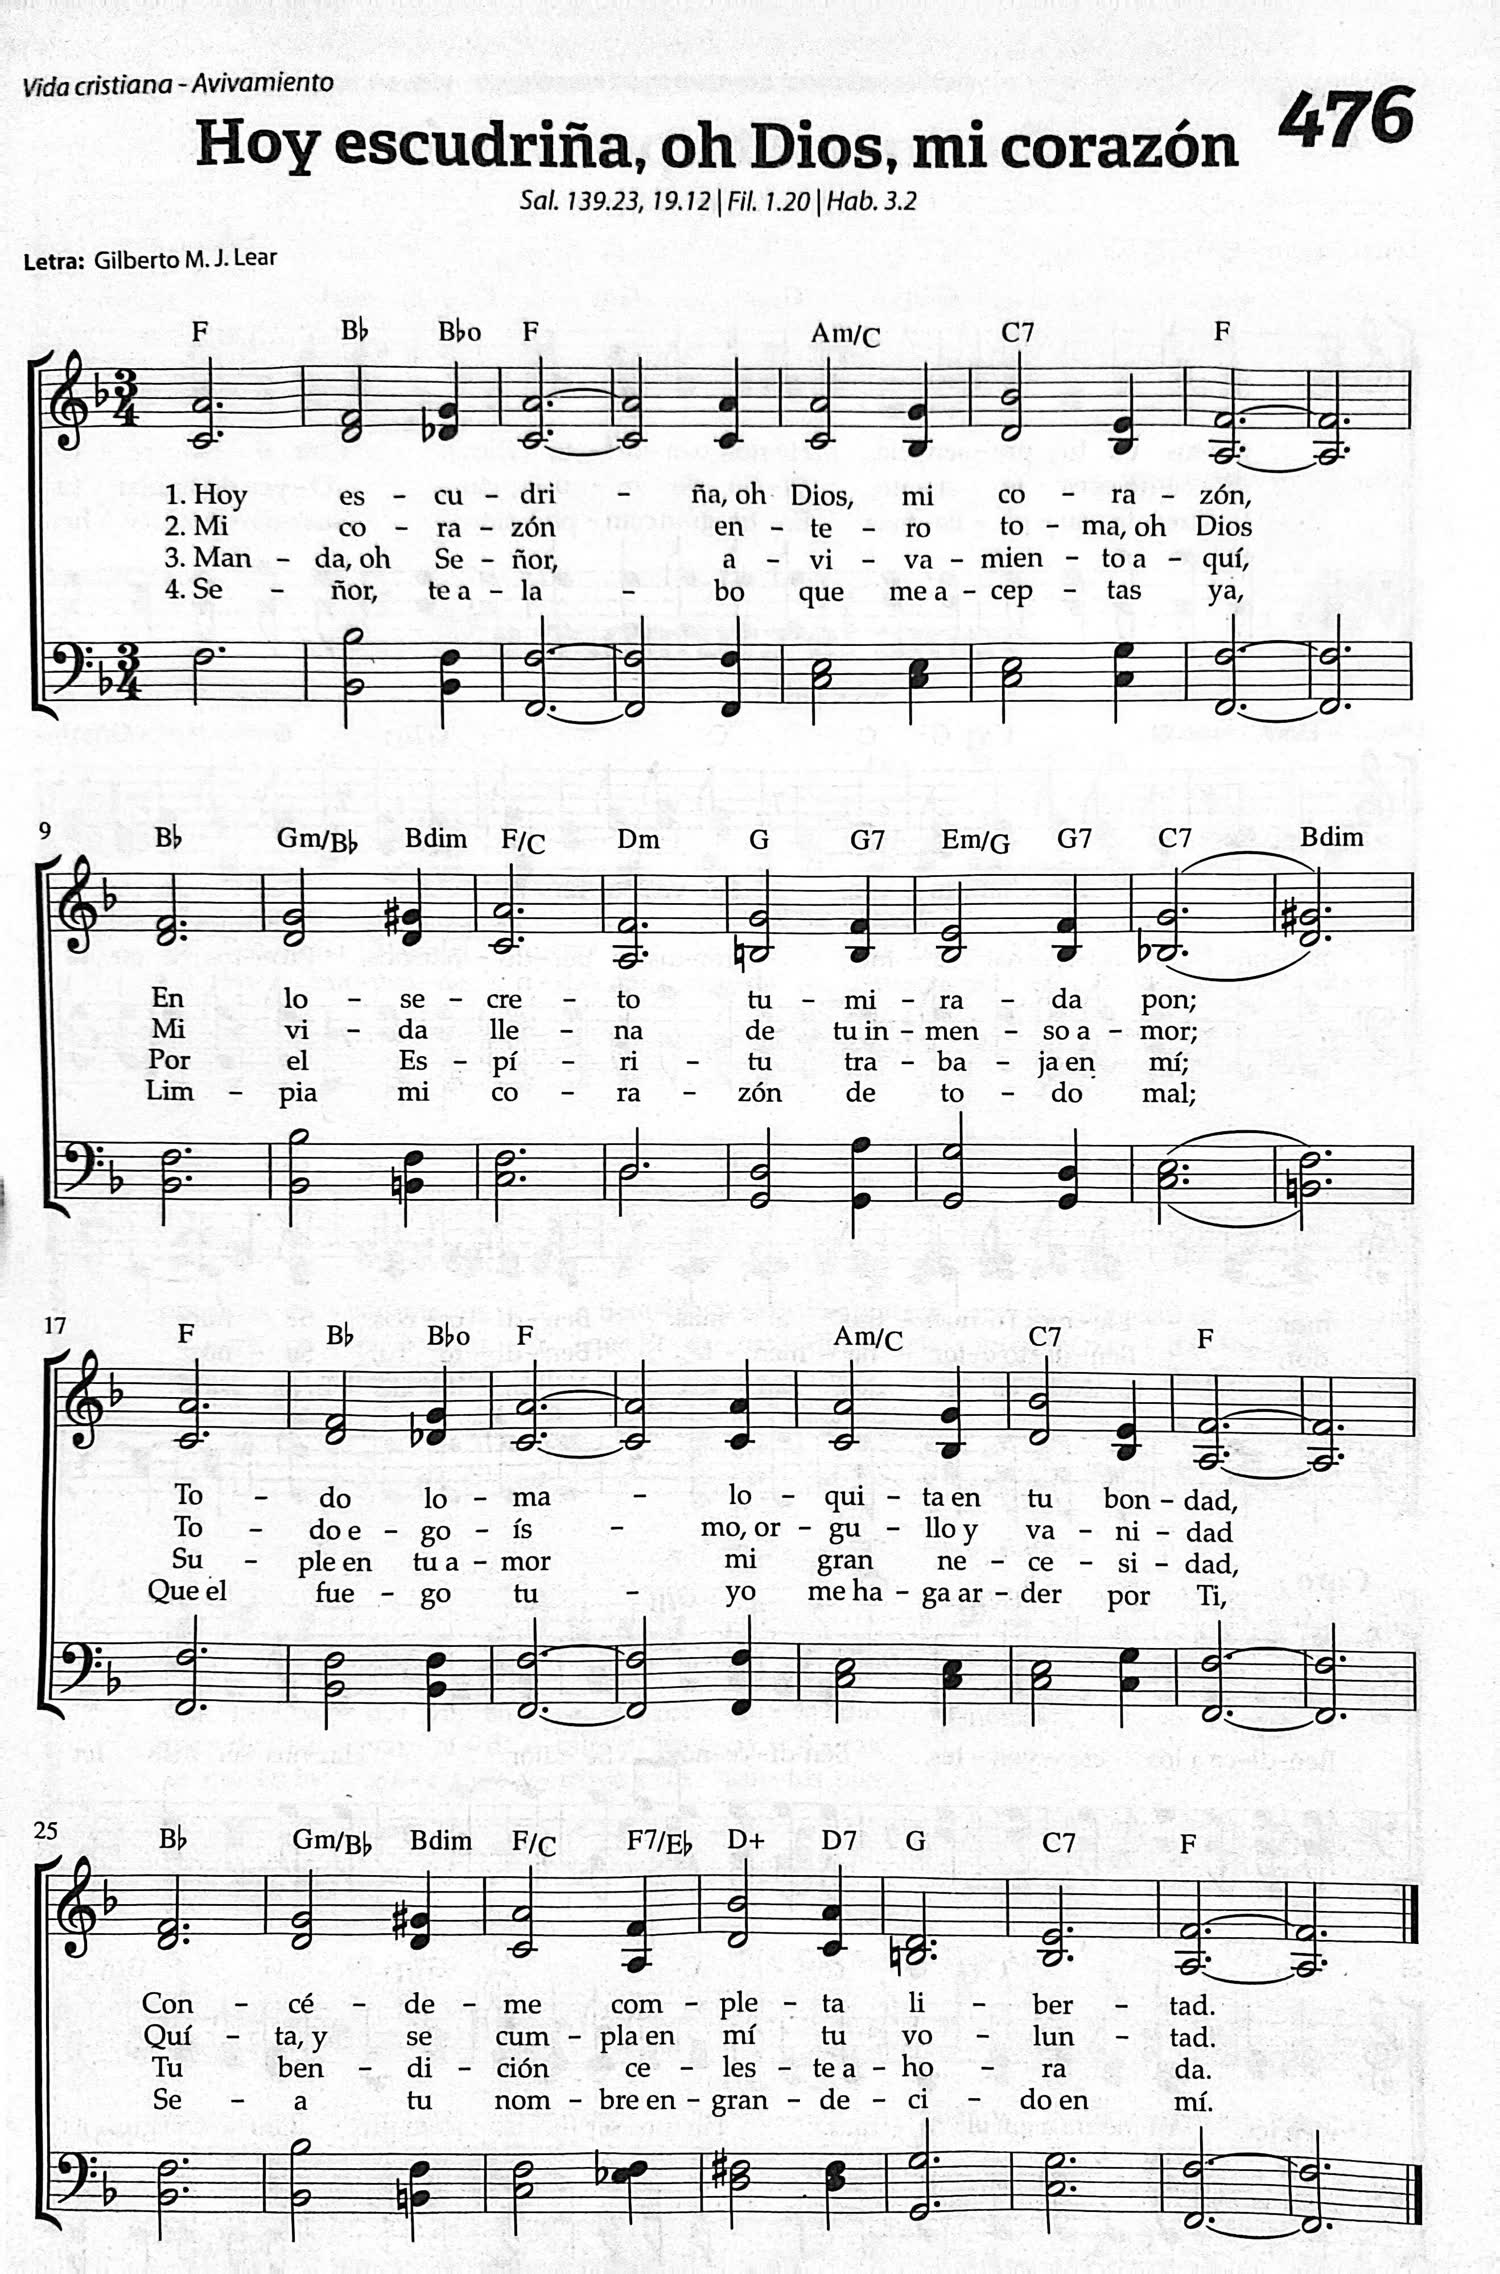 Vida cristiana - Avivamiento
476
Hoy escudriña, oh Dios, mi corazón
Sal. 139.23, 19.12 | Fil. 1.20 | Hab. 3.2
Letra: Gilberto M. J. Lear
F B♭ B♭o F Am/C C7 F
3/4
1. Hoy es - cu - dri - ña, oh Dios, mi co - ra - zón,
2. Mi co - ra - zón en - te - ro to - ma, oh Dios
3. Man - da, oh Se - ñor, a - vi - va - mien - to a - quí,
4. Se - ñor, te a - la - bo que me a - cep - tas ya,
3/4
9
B♭ Gm/B♭ Bdim F/C Dm G G7 Em/G G7 C7 Bdim
En lo - se - cre - to tu - mi - ra - da pon;
Mi vi - da lle - na de tu in - men - so a - mor;
Por el Es - pí - ri - tu tra - ba - ja en mí;
Lim - pia mi co - ra - zón de to - do mal;
17
F B♭ B♭o F Am/C C7 F
To - do lo - ma - lo - qui - ta en tu bon - dad,
To - do e - go - ís - mo, or - gu - llo y va - ni - dad
Su - ple en tu a - mor mi gran ne - ce - si - dad,
Que el fue - go tu - yo me ha - ga ar - der por Ti,
25
B♭ Gm/B♭ Bdim F/C F7/E♭ D+ D7 G C7 F
Con - cé - de - me com - ple - ta li - ber - tad.
Quí - ta, y se cum - pla en mí tu vo - lun - tad.
Tu ben - di - ción ce - les - te a - ho - ra da.
Se - a tu nom - bre en - gran - de - ci - do en mí.